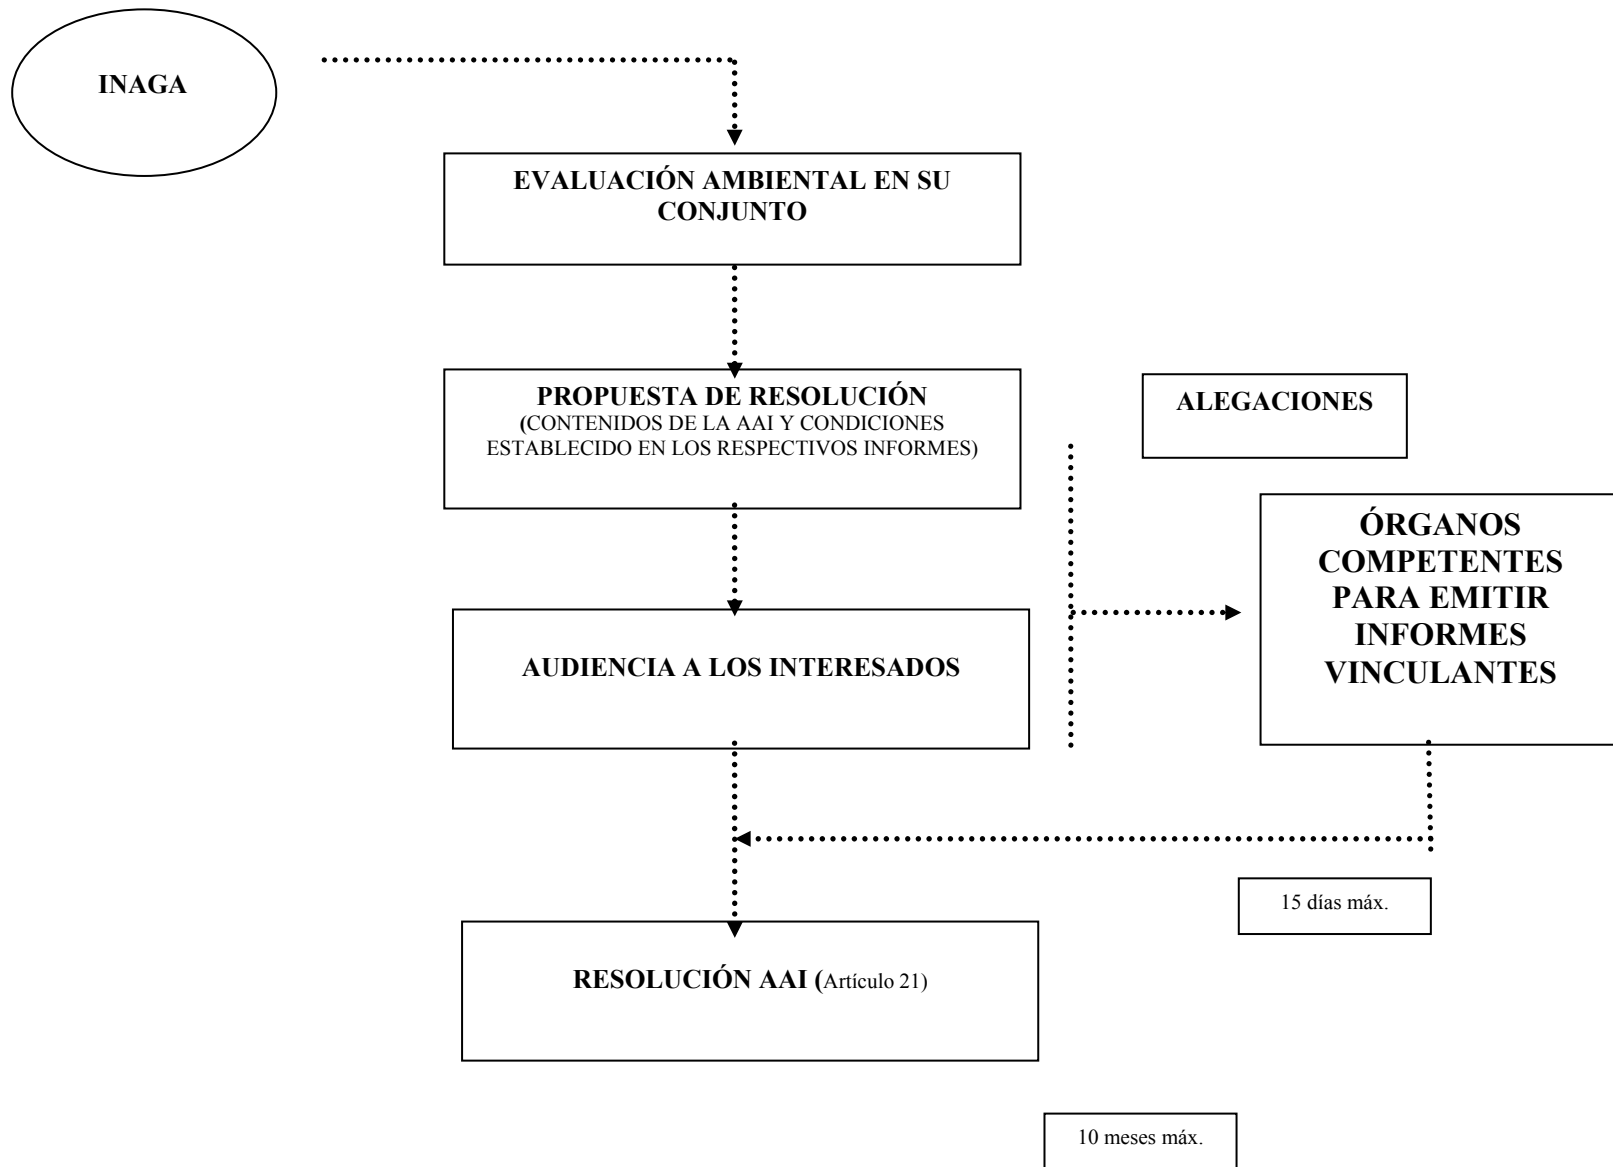 INAGA
EVALUACIÓN AMBIENTAL EN SU
CONJUNTO
PROPUESTA DE RESOLUCIÓN
(CONTENIDOS DE LA AAI Y CONDICIONES
ESTABLECIDO EN LOS RESPECTIVOS INFORMES)
ALEGACIONES
ÓRGANOS
COMPETENTES
PARA EMITIR
INFORMES
VINCULANTES
AUDIENCIA A LOS INTERESADOS
15 días máx.
RESOLUCIÓN AAI (Artículo 21)
10 meses máx.